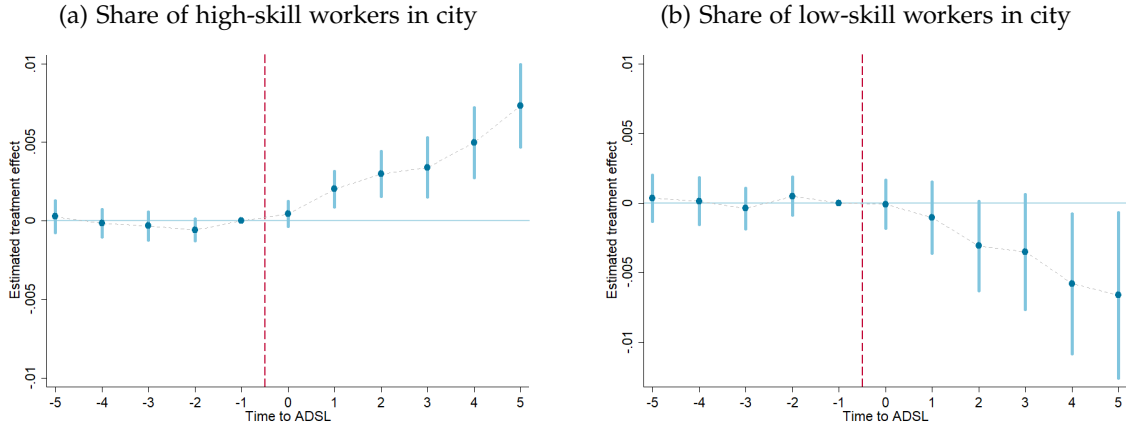 (a) Share of high-skill workers in city
Estimated treatment effect
.01
.005
0
-.005
-.01
-5 -4 -3 -2 -1 0 1 2 3 4 5
Time to ADSL
(b) Share of low-skill workers in city
Estimated treatment effect
.01
.005
0
-.005
-.01
-5 -4 -3 -2 -1 0 1 2 3 4 5
Time to ADSL